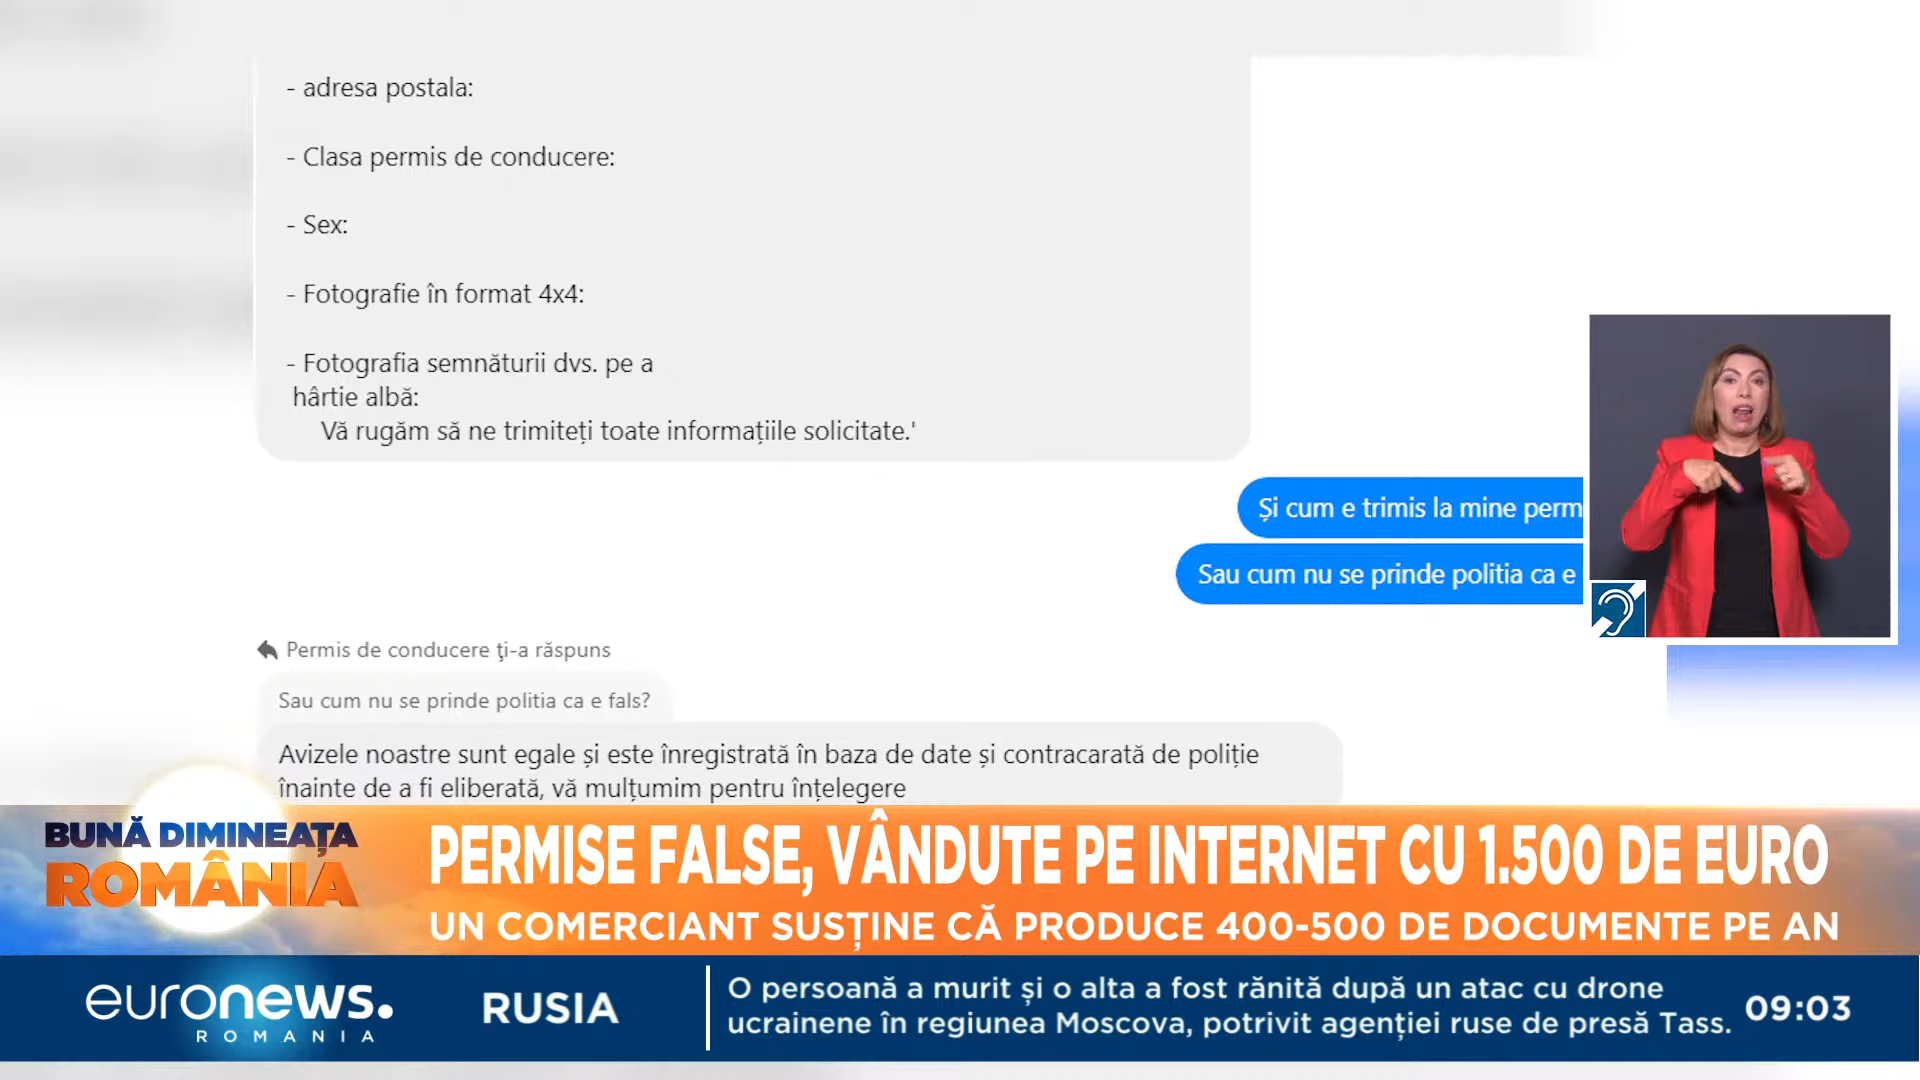 - adresa postala:
- Clasa permis de conducere:
- Sex:
- Fotografie în format 4x4:
- Fotografia semnăturii dvs. pe a
hârtie albă:
Vă rugăm să ne trimiteți toate informațiile solicitate.'
Și cum e trimis la mine perm
Sau cum nu se prinde politia ca e
Permis de conducere ţi-a răspuns
Sau cum nu se prinde politia ca e fals?
Avizele noastre sunt egale și este înregistrată în baza de date și contracarată de poliție
înainte de a fi eliberată, vă mulțumim pentru înțelegere
BUNĂ DIMINEAȚA
ROMÂNIA
PERMISE FALSE, VÂNDUTE PE INTERNET CU 1.500 DE EURO
UN COMERCIANT SUSȚINE CĂ PRODUCE 400-500 DE DOCUMENTE PE AN
euronews.
ROMANIA
RUSIA
O persoană a murit și o alta a fost rănită după un atac cu drone
ucrainene în regiunea Moscova, potrivit agenției ruse de presă Tass.
09:03